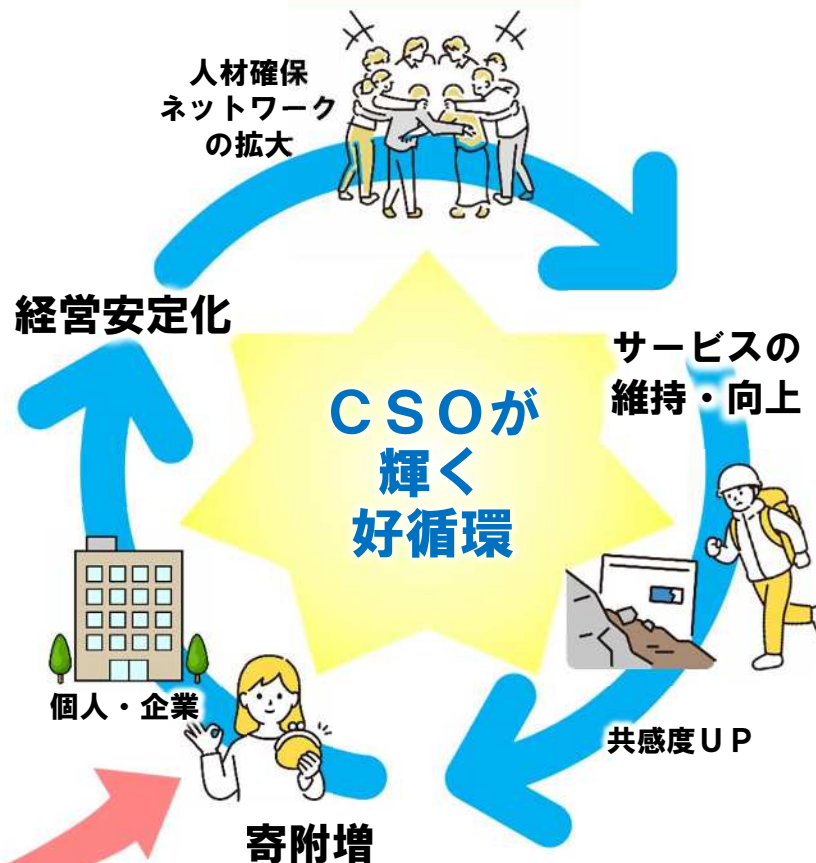 人材確保
ネットワーク
の拡大
経営安定化
サービスの
維持・向上
ＣＳＯが
輝く
好循環
個人・企業
共感度ＵＰ
寄附増